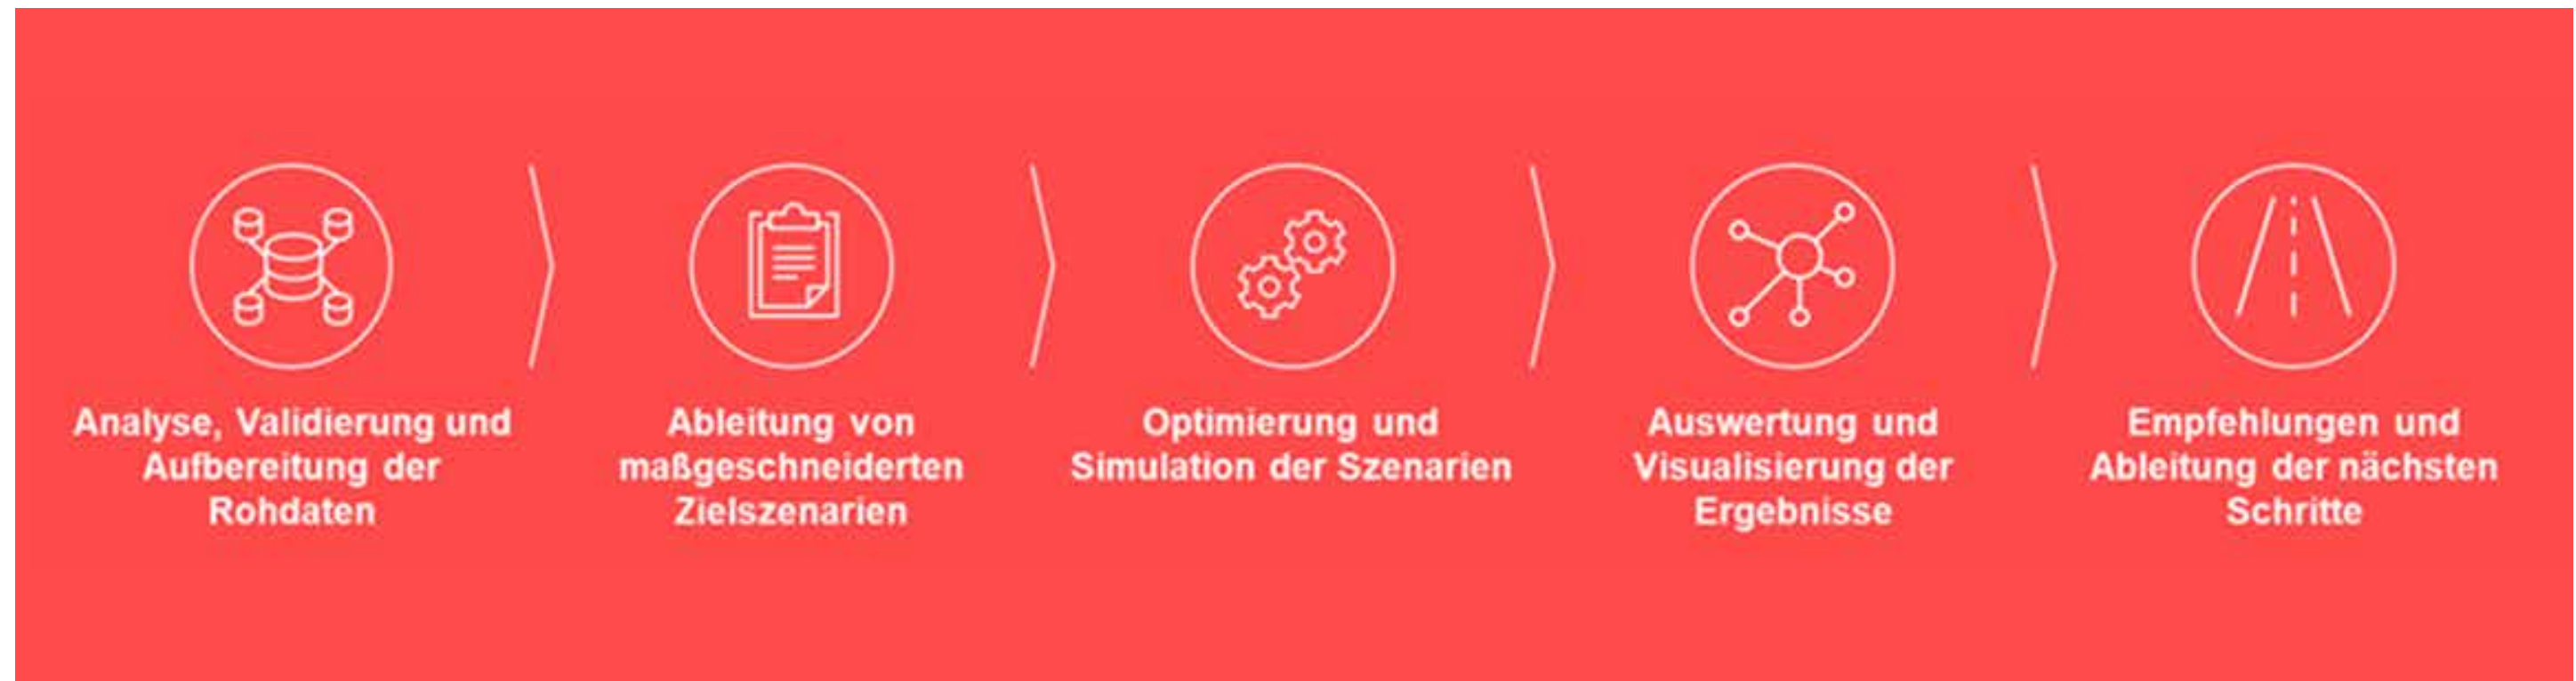 Analyse, Validierung und
Aufbereitung der
Rohdaten
Ableitung von
maßgeschneiderten
Zielszenarien
Optimierung und
Simulation der Szenarien
Auswertung und
Visualisierung der
Ergebnisse
Empfehlungen und
Ableitung der nächsten
Schritte